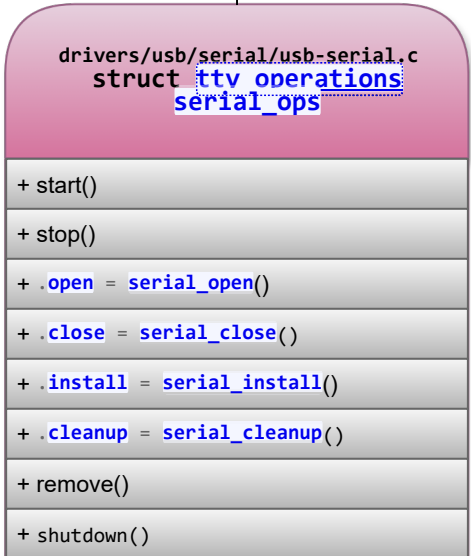 drivers/usb/serial/usb-serial.c
struct tty_operations
serial_ops
+ start()
+ stop()
+ .open = serial_open()
+ .close = serial_close()
+ .install = serial_install()
+ .cleanup = serial_cleanup()
+ remove()
+ shutdown()